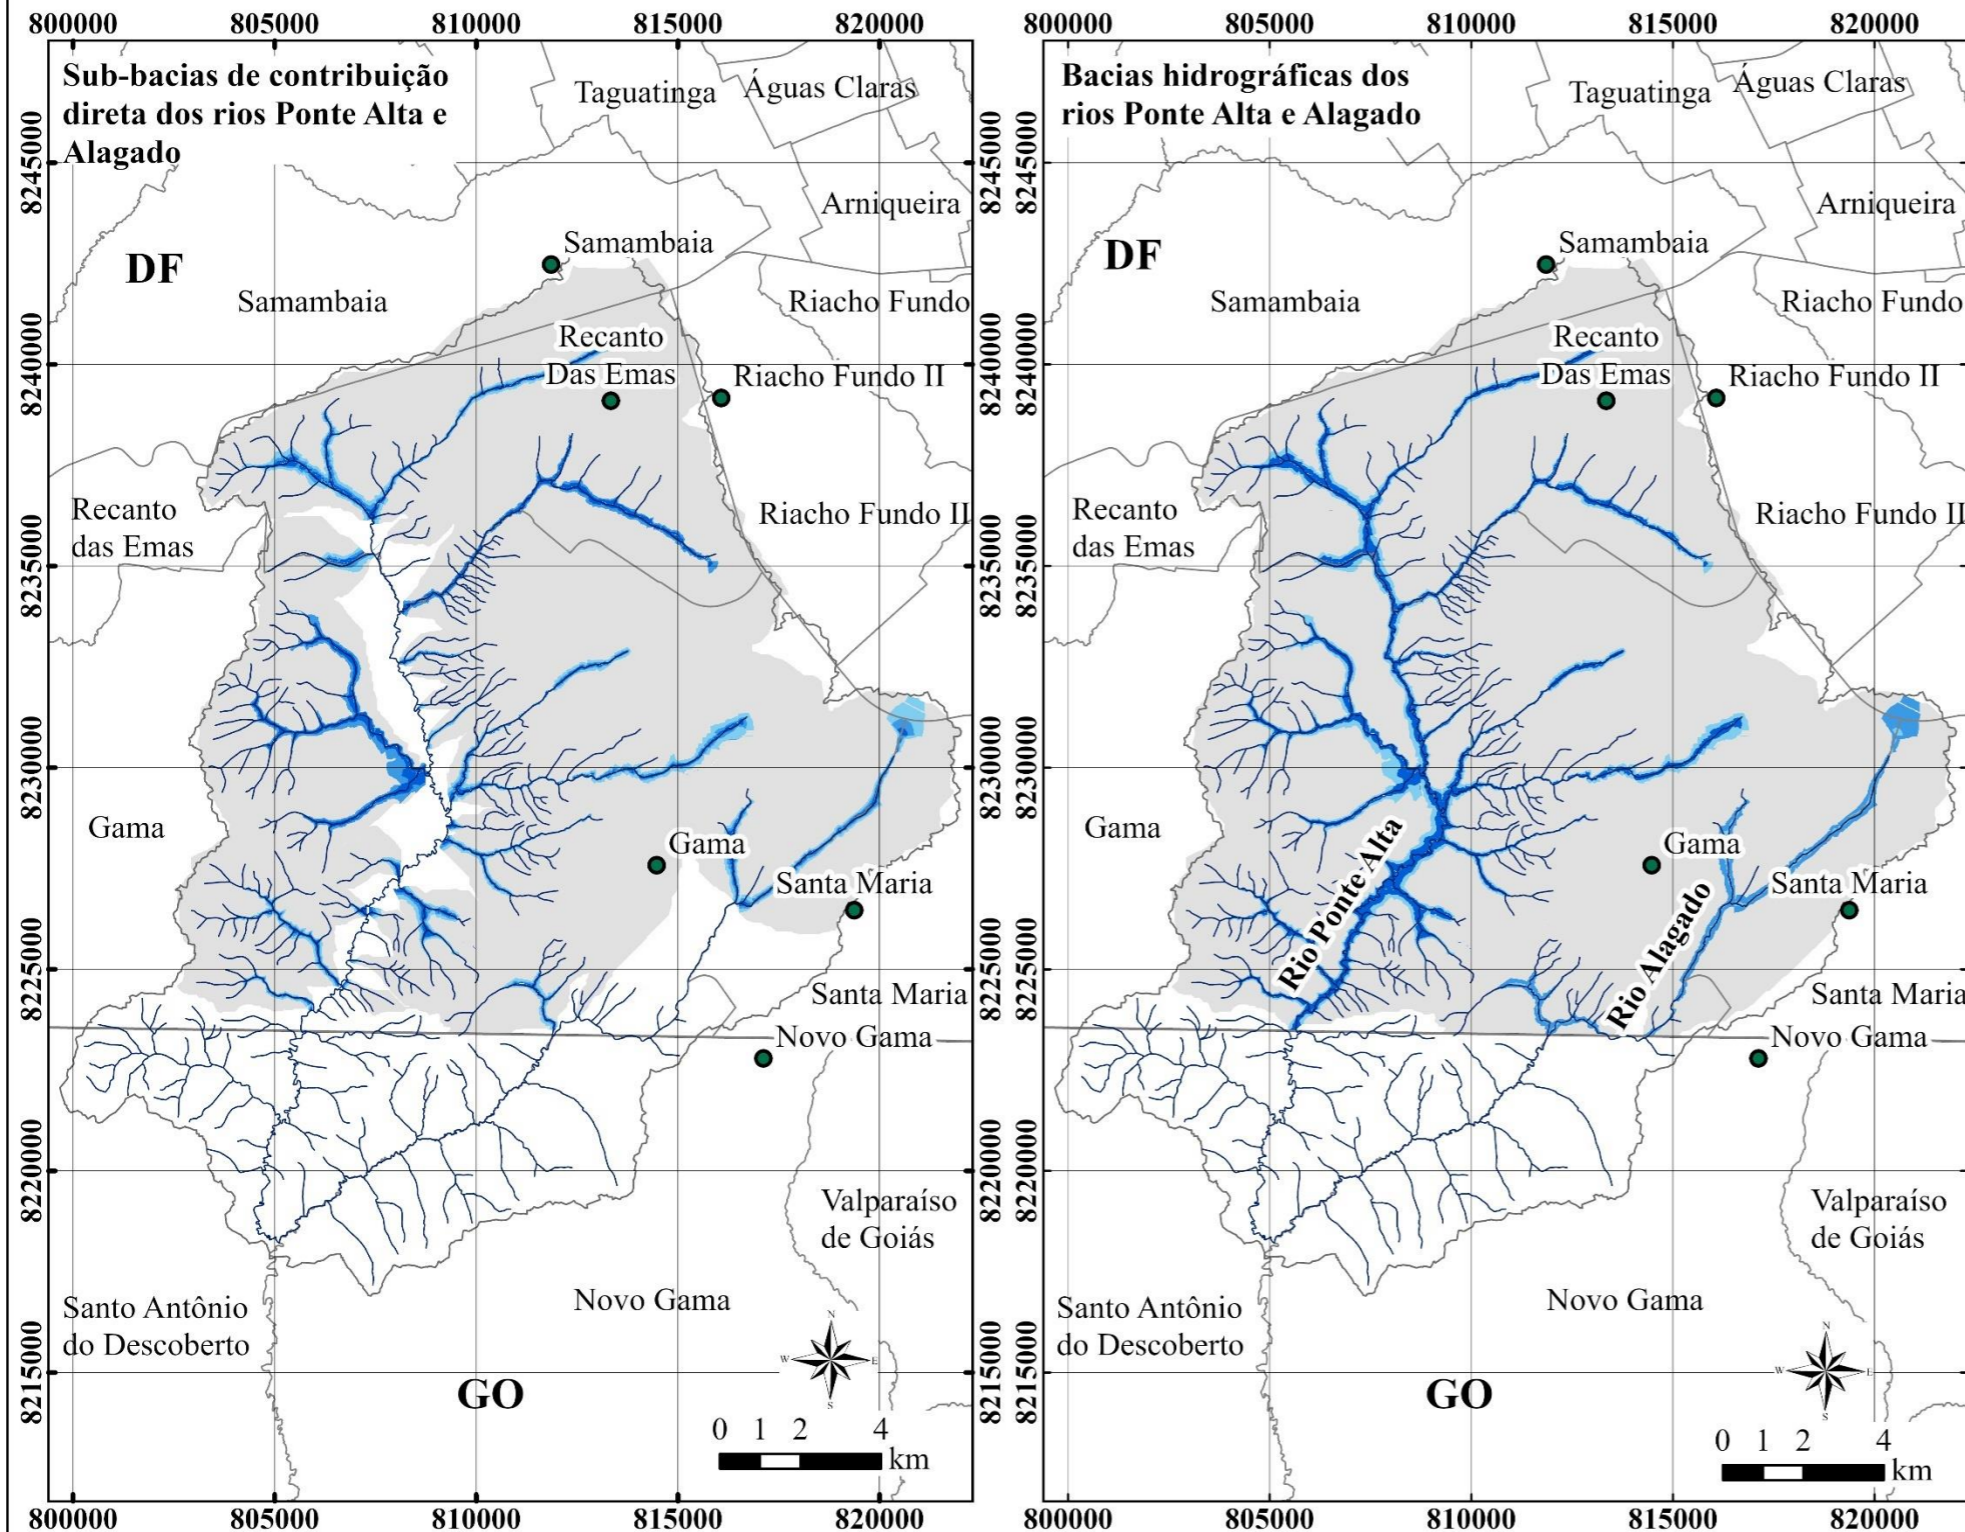 800000 805000 810000 815000 820000
Sub-bacias de contribuição
direta dos rios Ponte Alta e
Alagado
Taguatinga
Águas Claras
Arniqueira
Samambaia
DF
Samambaia
Riacho Fundo
Recanto
Das Emas
Riacho Fundo II
Recanto
das Emas
Riacho Fundo II
Gama
Gama
Santa Maria
Santa Maria
Novo Gama
Valparaíso
de Goiás
Santo Antônio
do Descoberto
Novo Gama
GO
N
W E
S
0 1 2 4
km
8245000
8240000
8235000
8230000
8225000
8220000
8215000
8245000
8240000
8235000
8230000
8225000
8220000
8215000
800000 805000 810000 815000 820000
800000 805000 810000 815000 820000
Bacias hidrográficas dos
rios Ponte Alta e Alagado
Taguatinga
Águas Claras
Arniqueira
Samambaia
DF
Samambaia
Riacho Fundo
Recanto
Das Emas
Riacho Fundo II
Recanto
das Emas
Riacho Fundo II
Gama
Rio Ponte Alta
Gama
Santa Maria
Rio Alagado
Santa Maria
Novo Gama
Valparaíso
de Goiás
Santo Antônio
do Descoberto
Novo Gama
GO
N
W E
S
0 1 2 4
km
8245000
8240000
8235000
8230000
8225000
8220000
8215000
800000 805000 810000 815000 820000